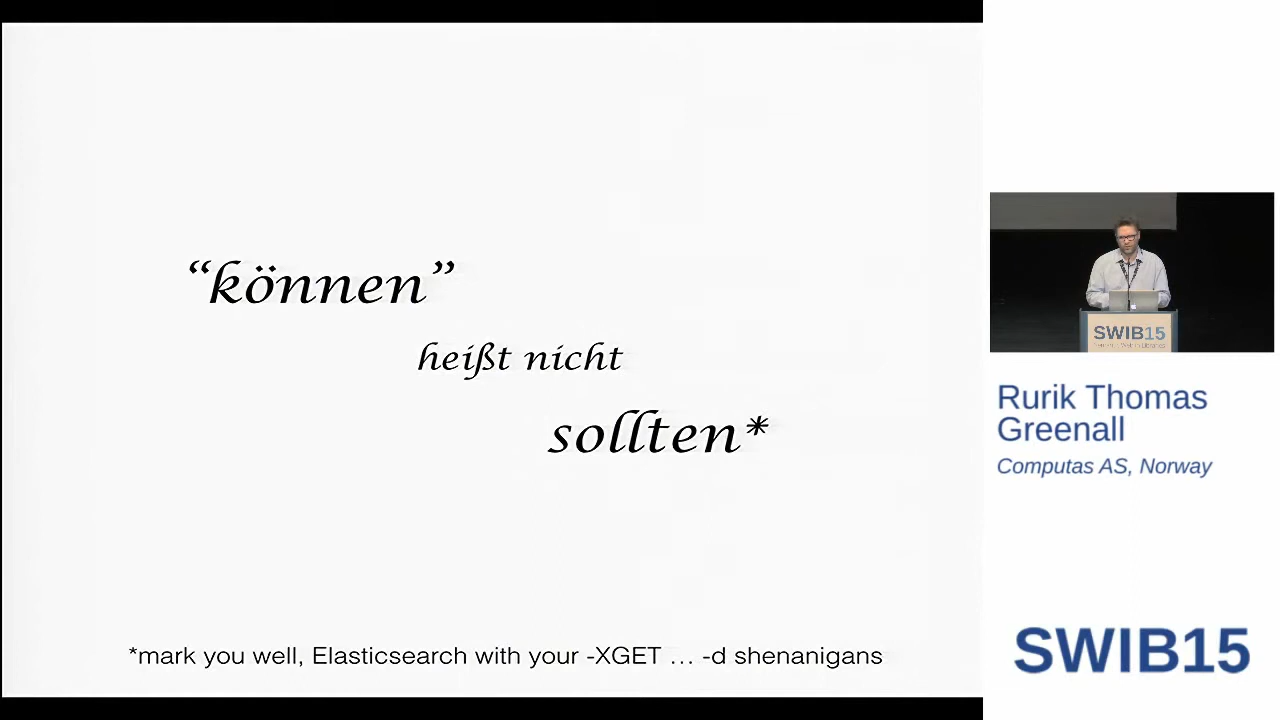 “können”
heißt nicht
sollten*
*mark you well, Elasticsearch with your -XGET … -d shenanigans
SWIB15
Rurik Thomas
Greenall
Computas AS, Norway
SWIB15